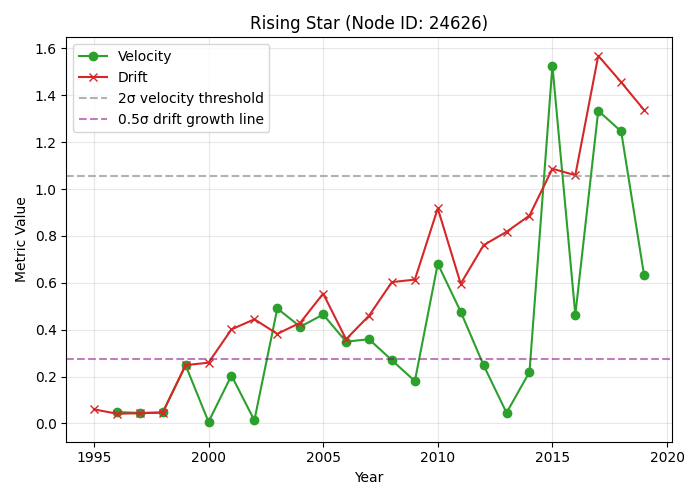 Rising Star (Node ID: 24626)
Velocity
Drift
2σ velocity threshold
0.5σ drift growth line
Metric Value
1.6
1.4
1.2
1.0
0.8
0.6
0.4
0.2
0.0
1995 2000 2005 2010 2015 2020
Year